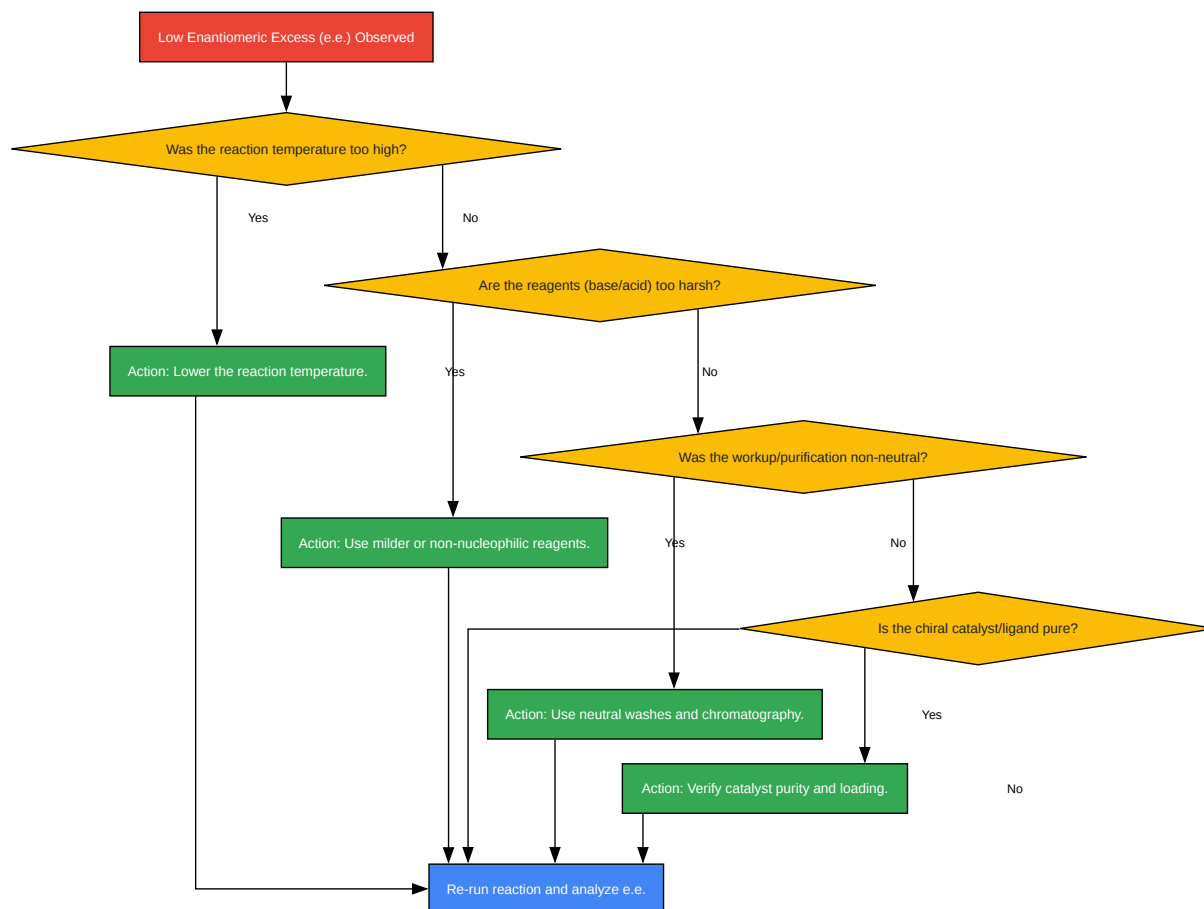 Low Enantiomeric Excess (e.e.) Observed
Was the reaction temperature too high?
Yes
No
Are the reagents (base/acid) too harsh?
Action: Lower the reaction temperature.
Yes
No
Was the workup/purification non-neutral?
Action: Use milder or non-nucleophilic reagents.
Yes
No
Is the chiral catalyst/ligand pure?
Action: Use neutral washes and chromatography.
Yes
Action: Verify catalyst purity and loading.
No
Re-run reaction and analyze e.e.